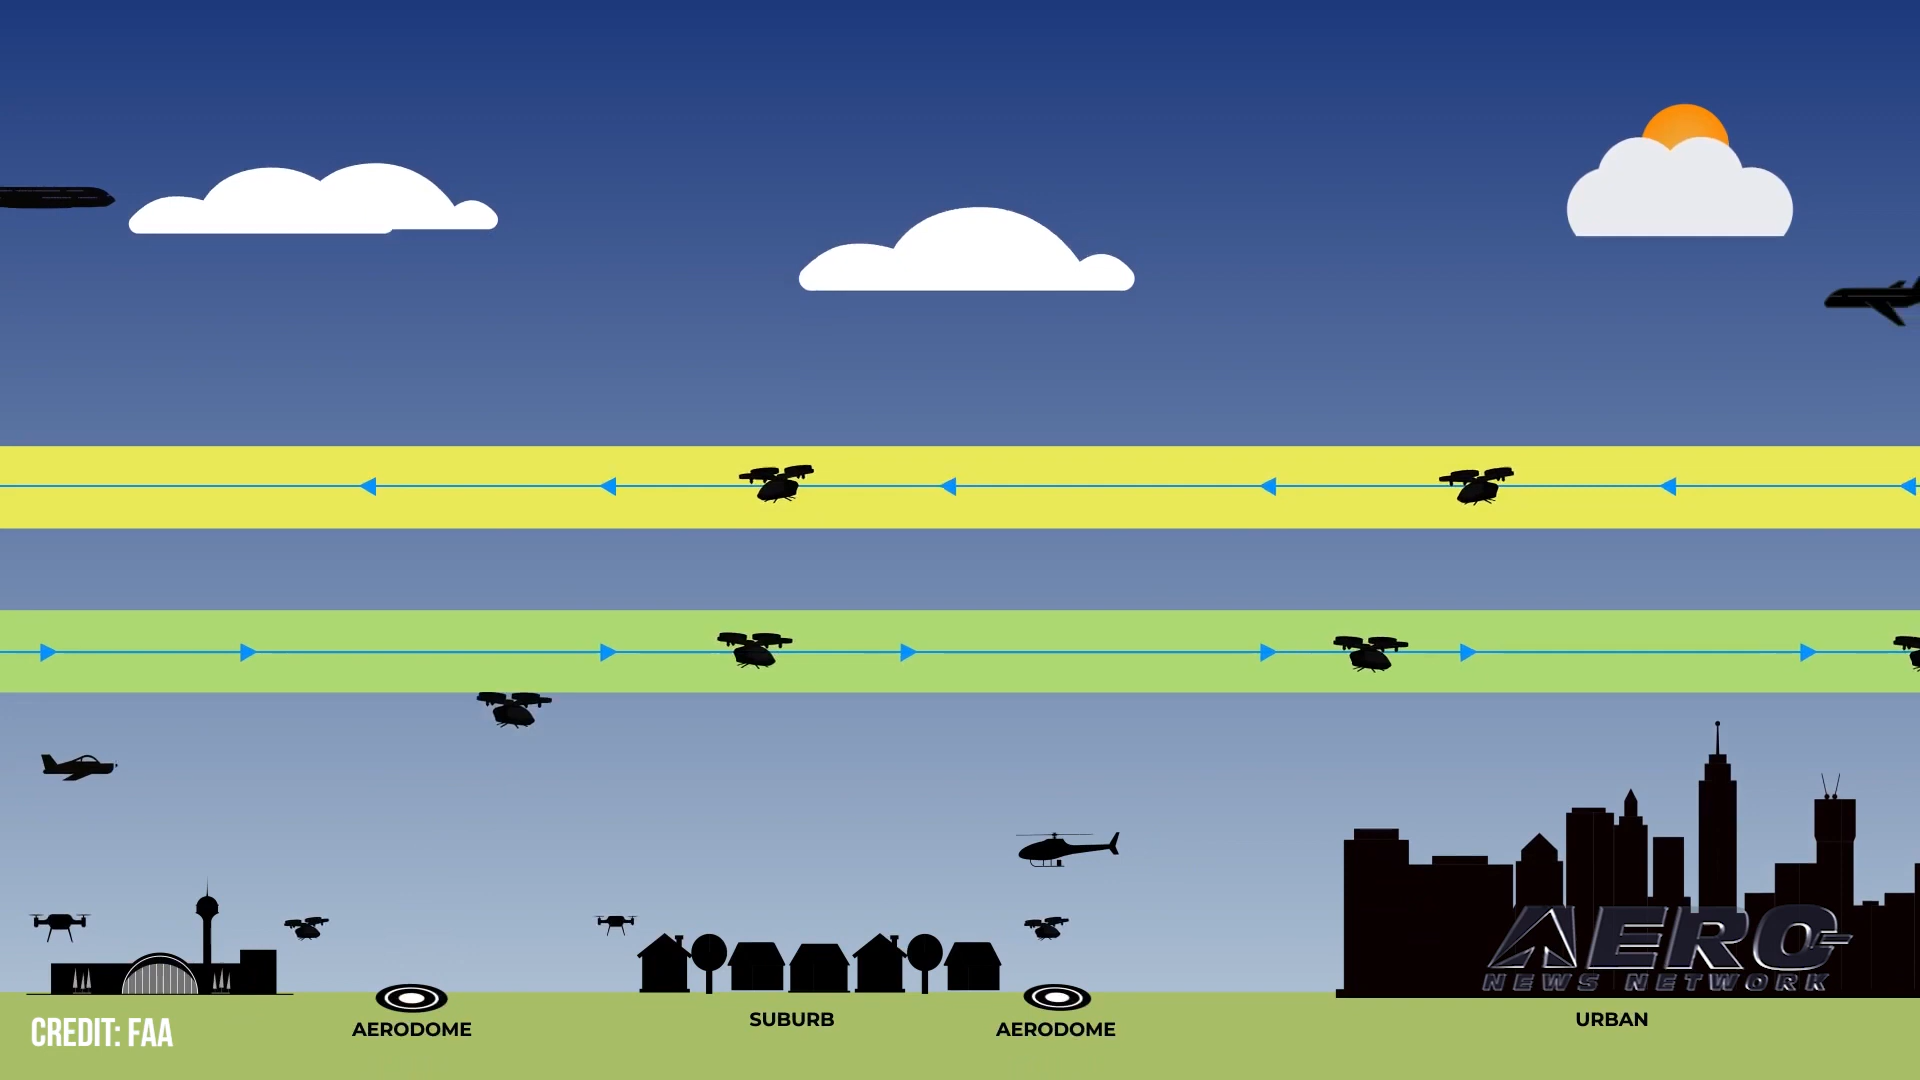 AERO
NEWS NETWORK
CREDIT: FAA
AERODOME
SUBURB
AERODOME
URBAN